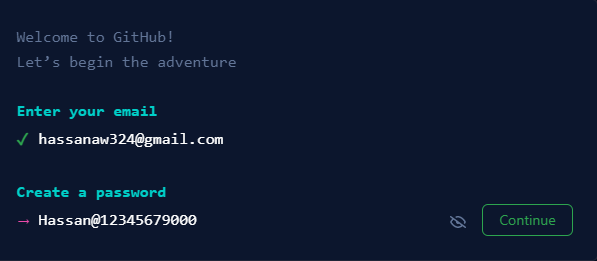 Welcome to GitHub!
Let’s begin the adventure
Enter your email
✓ hassanaw324@gmail.com
Create a password
→ Hassan@12345679000
Continue